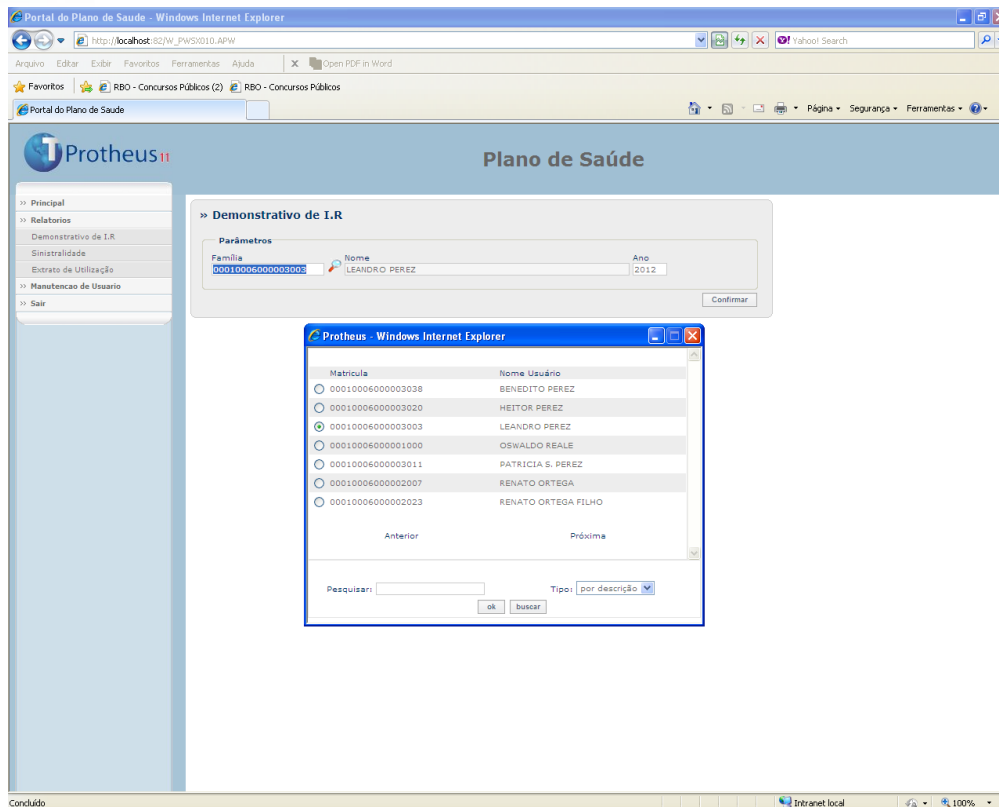 Portal do Plano de Saude - Windows Internet Explorer
http://localhost:82/W_PWSX010.APW
Yahoo! Search
Arquivo Editar Exibir Favoritos Ferramentas Ajuda X Open PDF in Word
Favoritos RBO - Concursos Públicos (2) RBO - Concursos Públicos
Portal do Plano de Saude
Página Segurança Ferramentas
Protheus 11
Plano de Saúde
» Principal
» Relatorios
Demonstrativo de I.R
Sinistralidade
Extrato de Utilização
» Manutencao de Usuario
» Sair
» Demonstrativo de I.R
Parâmetros
Família Nome Ano
00010006000003003 LEANDRO PEREZ 2012
Confirmar
Protheus - Windows Internet Explorer
Matricula Nome Usuário
00010006000003038 BENEDITO PEREZ
00010006000003020 HEITOR PEREZ
00010006000003003 LEANDRO PEREZ
00010006000001000 OSWALDO REALE
00010006000003011 PATRICIA S. PEREZ
00010006000002007 RENATO ORTEGA
00010006000002023 RENATO ORTEGA FILHO
Anterior Próxima
Pesquisar: Tipo: por descrição
ok buscar
Concluído Intranet local 100%